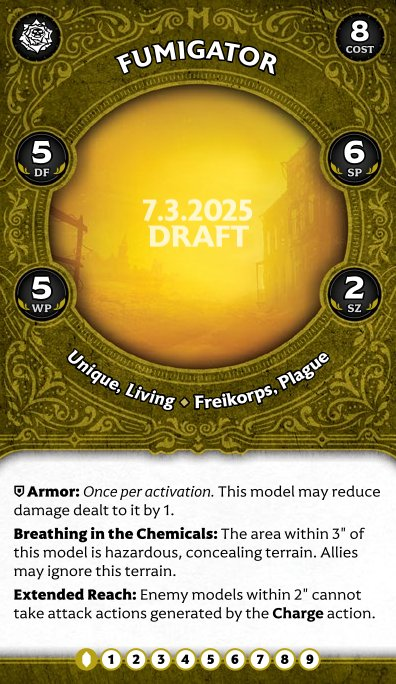 M
8
COST
FUMIGATOR
5
DF
6
SP
7.3.2025
DRAFT
5
WP
2
SZ
Unique, Living ◆ Freikorps, Plague
Armor: Once per activation. This model may reduce
damage dealt to it by 1.
Breathing in the Chemicals: The area within 3" of
this model is hazardous, concealing terrain. Allies
may ignore this terrain.
Extended Reach: Enemy models within 2" cannot
take attack actions generated by the Charge action.
1 2 3 4 5 6 7 8 9